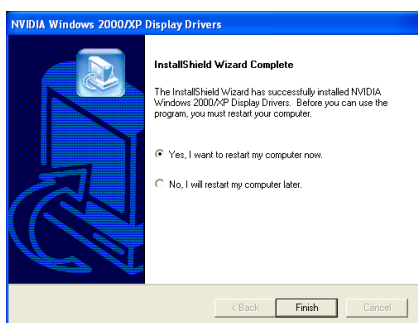 NVIDIA Windows 2000/XP Display Drivers
InstallShield Wizard Complete
The InstallShield Wizard has successfully installed NVIDIA
Windows 2000/XP Display Drivers. Before you can use the
program, you must restart your computer.
Yes, I want to restart my computer now.
No, I will restart my computer later.
< Back
Finish
Cancel